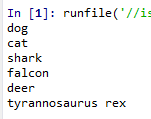 In [1]: runfile('//is
dog
cat
shark
falcon
deer
tyrannosaurus rex